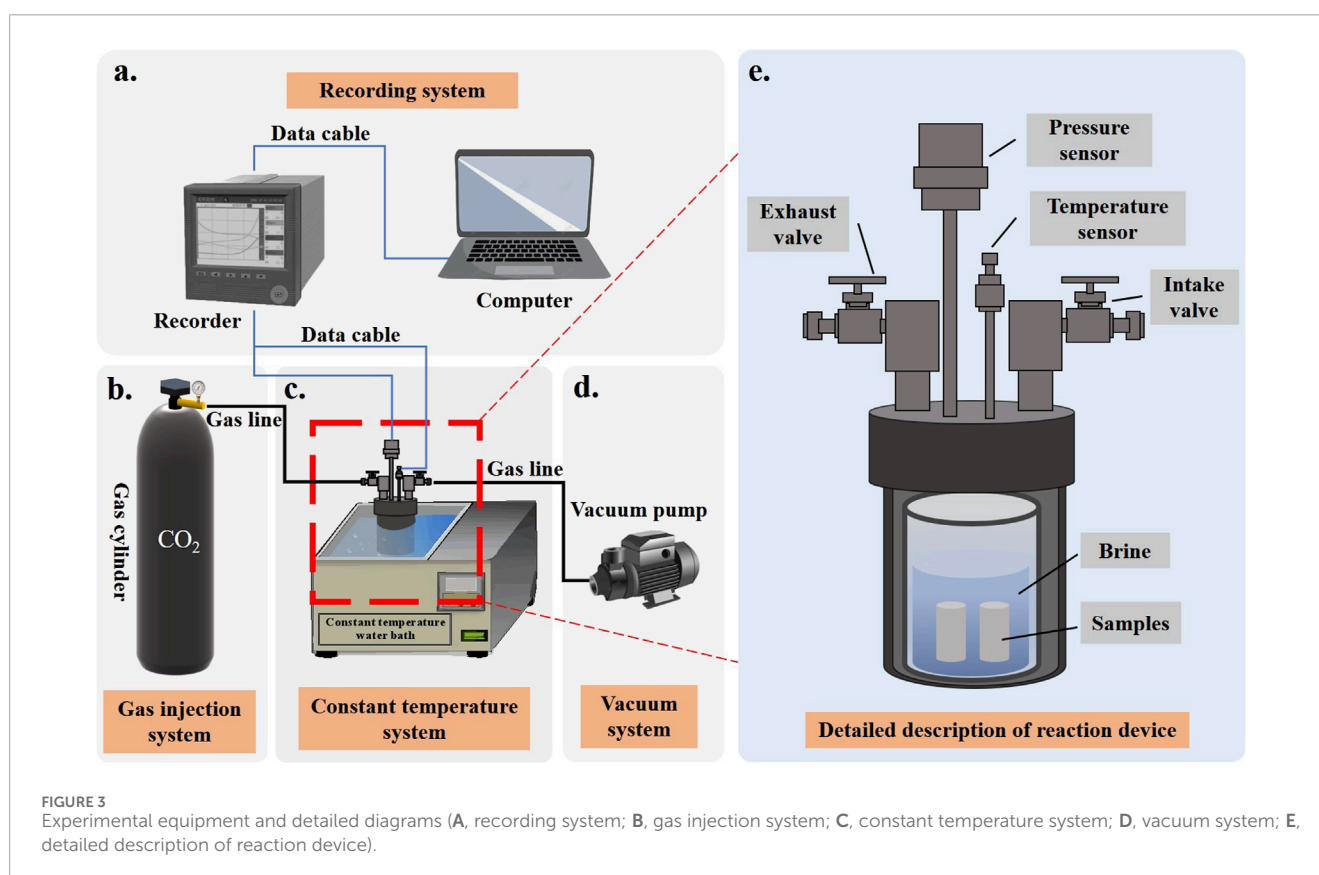 a.
Recording system
Data cable
Recorder
Computer
Data cable
b.
Gas line
Gas cylinder
CO₂
Gas injection
system
c.
Constant temperature
water bath
Constant temperature
system
d.
Gas line
Vacuum pump
Vacuum
system
e.
Pressure
sensor
Exhaust
valve
Temperature
sensor
Intake
valve
Brine
Samples
Detailed description of reaction device
FIGURE 3
Experimental equipment and detailed diagrams (A, recording system; B, gas injection system; C, constant temperature system; D, vacuum system; E,
detailed description of reaction device).